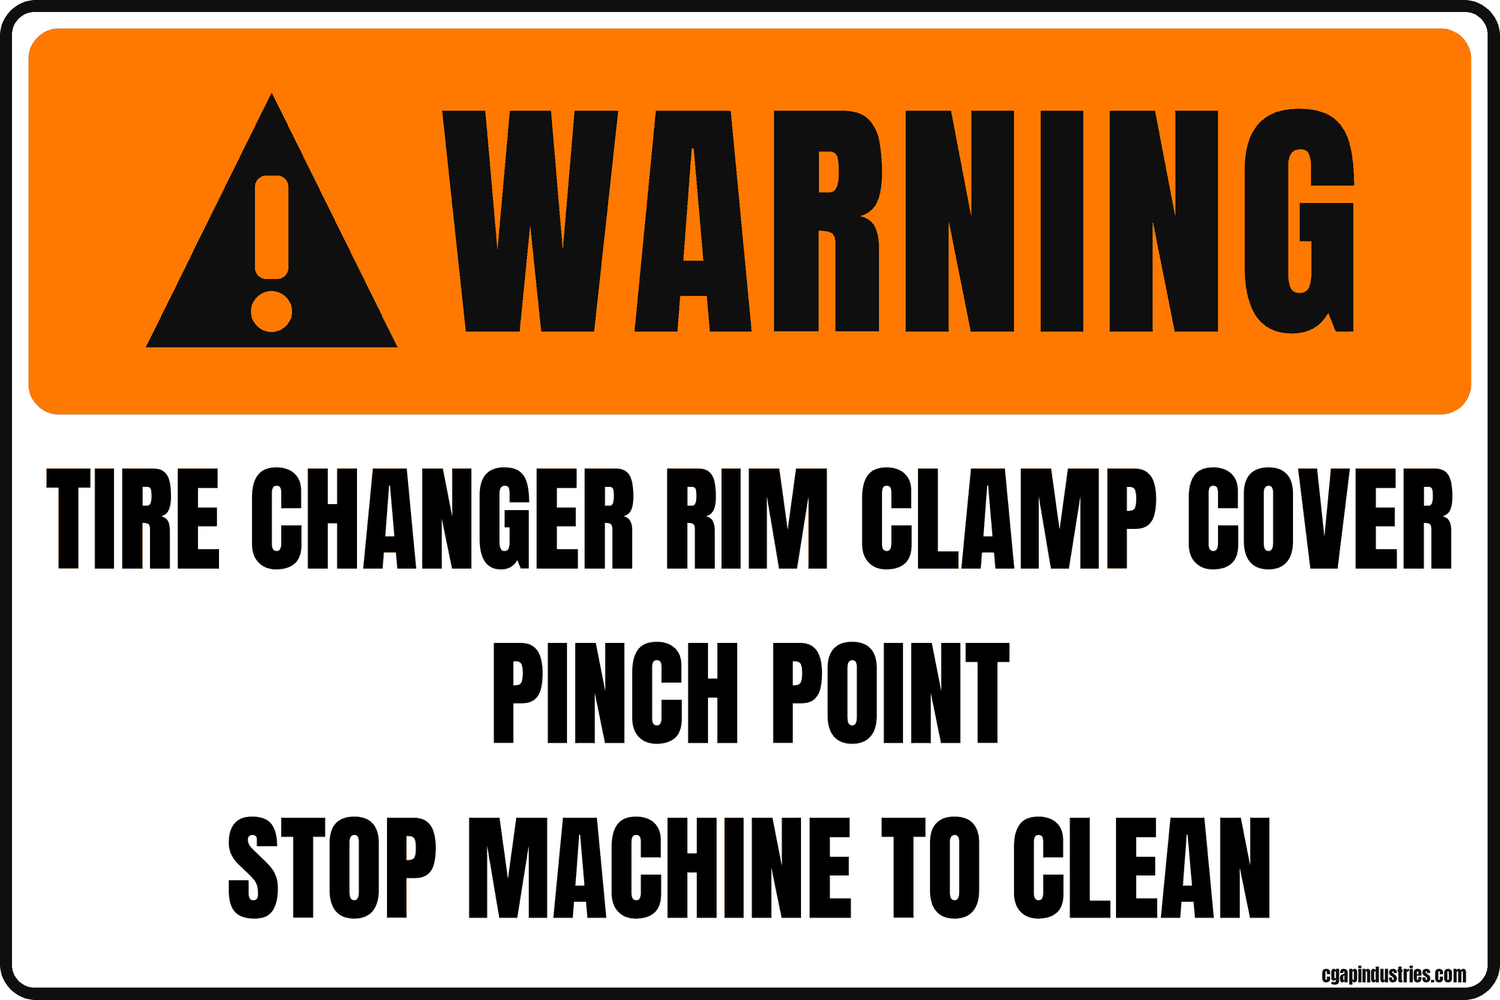 WARNING
TIRE CHANGER RIM CLAMP COVER
PINCH POINT
STOP MACHINE TO CLEAN
cgapindustries.com